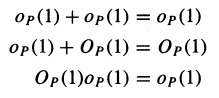 o_P(1) + o_P(1) = o_P(1)
o_P(1) + O_P(1) = O_P(1)
O_P(1)o_P(1) = o_P(1)